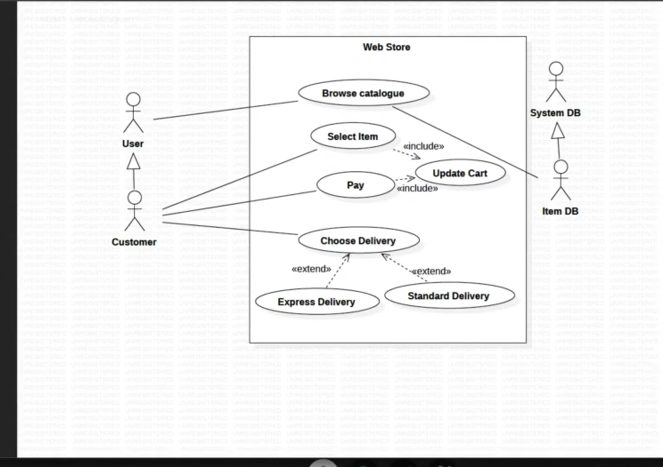 Web Store
Browse catalogue
System DB
User
Select Item
«include»
Update Cart
Pay
«include»
Item DB
Customer
Choose Delivery
«extend»
«extend»
Express Delivery
Standard Delivery